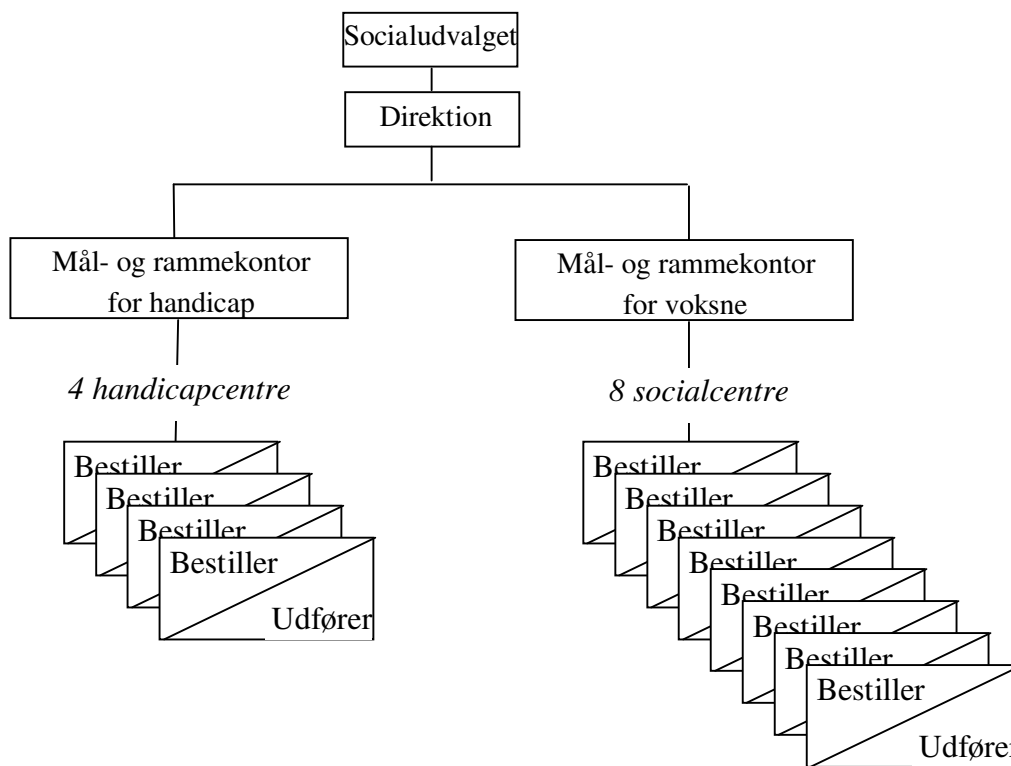 Socialudvalget
Direktion
Mål- og rammekontor
for handicap
Mål- og rammekontor
for voksne
4 handicapcentre
8 socialcentre
Bestiller
Bestiller
Bestiller
Bestiller
Udfører
Bestiller
Bestiller
Bestiller
Bestiller
Bestiller
Bestiller
Bestiller
Bestiller
Udfører